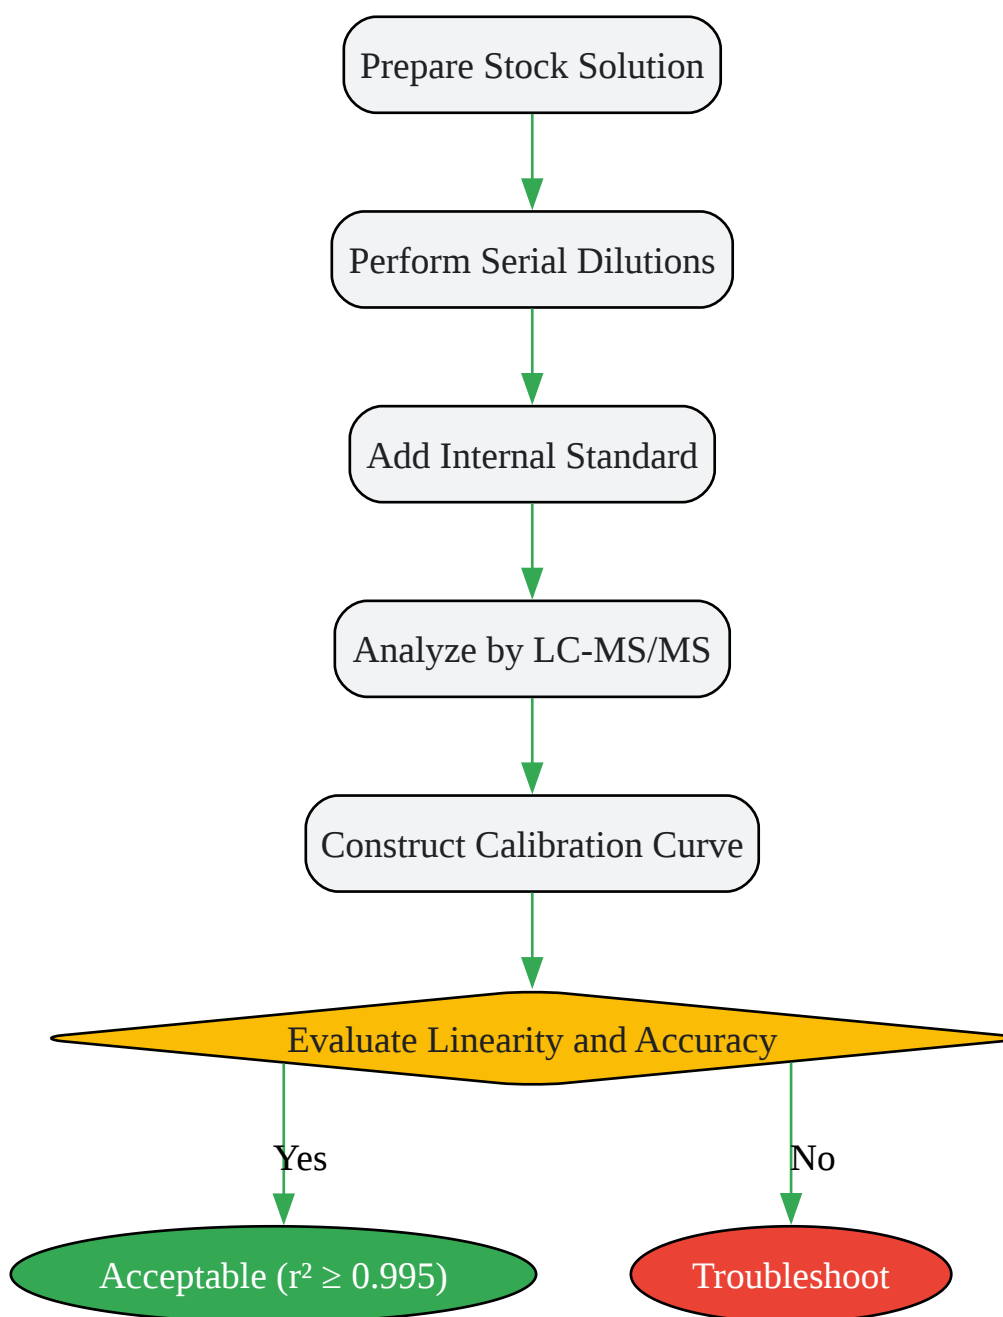 Prepare Stock Solution
Perform Serial Dilutions
Add Internal Standard
Analyze by LC-MS/MS
Construct Calibration Curve
Evaluate Linearity and Accuracy
Yes
No
Acceptable (r² ≥ 0.995)
Troubleshoot